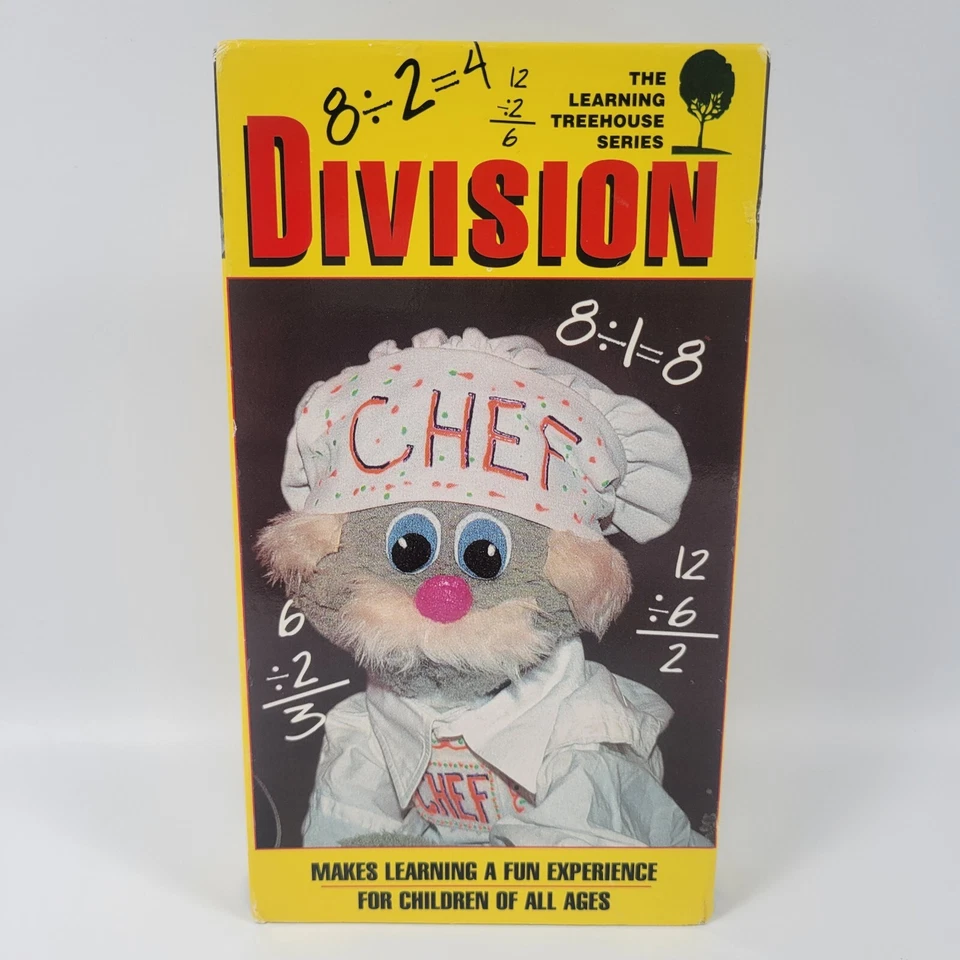 8÷2=4
12
÷2
6
THE
LEARNING
TREEHOUSE
SERIES
DIVISION
8÷1=8
CHEF
12
÷6
2
6
÷2
3
CHEF
MAKES LEARNING A FUN EXPERIENCE
FOR CHILDREN OF ALL AGES